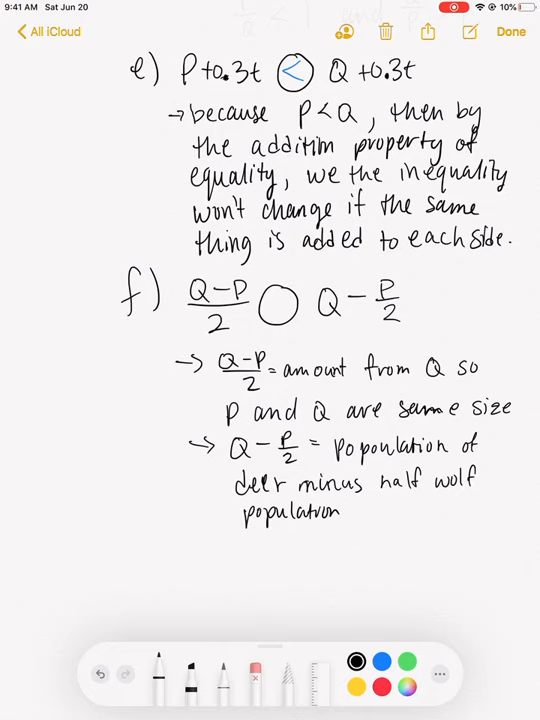 9:41 AM Sat Jun 20
10%
All iCloud
Done
e) P+0.3t < Q+0.3t
→ because P<Q, then by
the addition property of
equality, we the inequality
won't change if the same
thing is added to each side.
f) (Q-P)/2 ○ Q - P/2
→ (Q-P)/2 = amount from Q so
P and Q are same size
→ Q - P/2 = popoulation of
deer minus half wolf
population